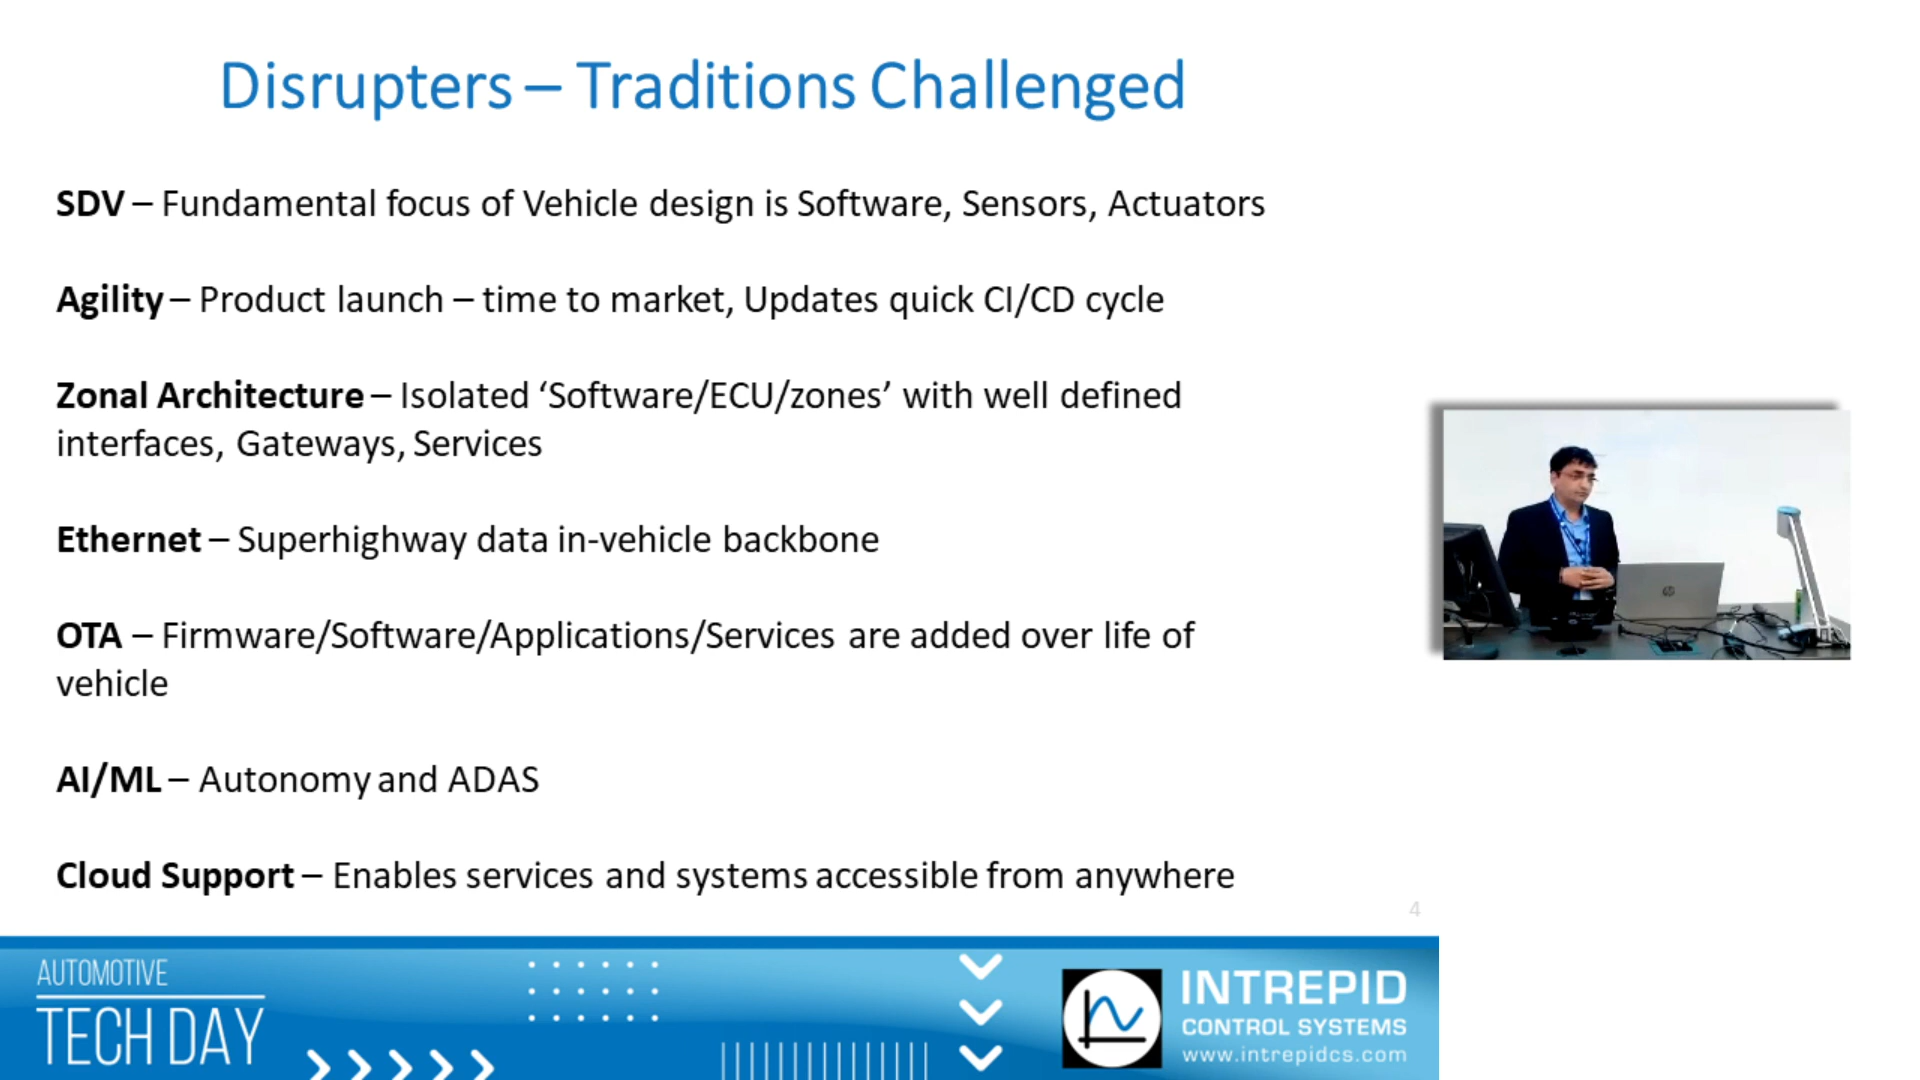 Disrupters – Traditions Challenged
SDV – Fundamental focus of Vehicle design is Software, Sensors, Actuators
Agility – Product launch – time to market, Updates quick CI/CD cycle
Zonal Architecture – Isolated ‘Software/ECU/zones’ with well defined
interfaces, Gateways, Services
Ethernet – Superhighway data in-vehicle backbone
OTA – Firmware/Software/Applications/Services are added over life of
vehicle
AI/ML – Autonomy and ADAS
Cloud Support – Enables services and systems accessible from anywhere
4
AUTOMOTIVE
TECH DAY
INTREPID
CONTROL SYSTEMS
www.intrepidcs.com
hp